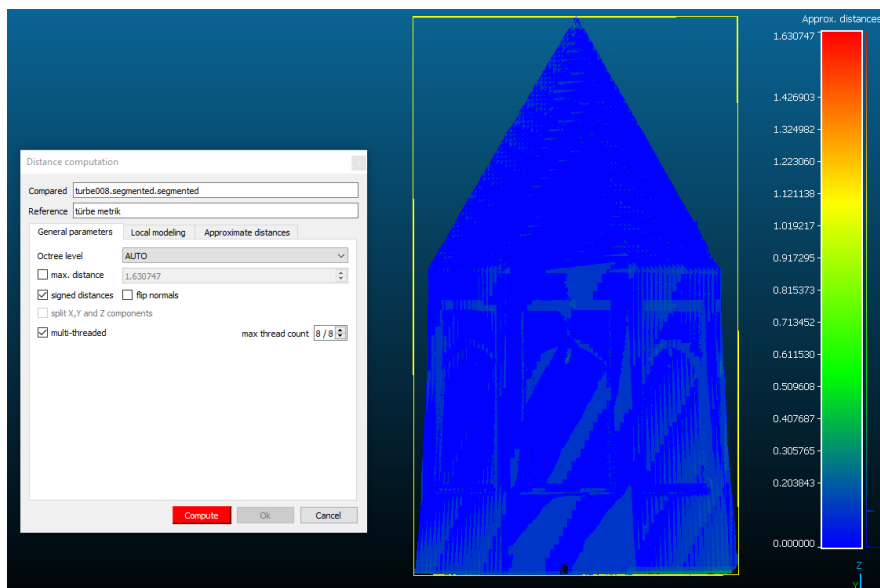 Approx. distances
1.630747
1.426903
1.324982
1.223060
1.121138
1.019217
0.917295
0.815373
0.713452
0.611530
0.509608
0.407687
0.305765
0.203843
0.000000
Distance computation
Compared turbe008.segmented.segmented
Reference türbe metrik
General parameters Local modeling Approximate distances
Octree level AUTO
max. distance 1.630747
signed distances flip normals
split X,Y and Z components
multi-threaded max thread count 8 / 8
Compute Ok Cancel
Z
Y